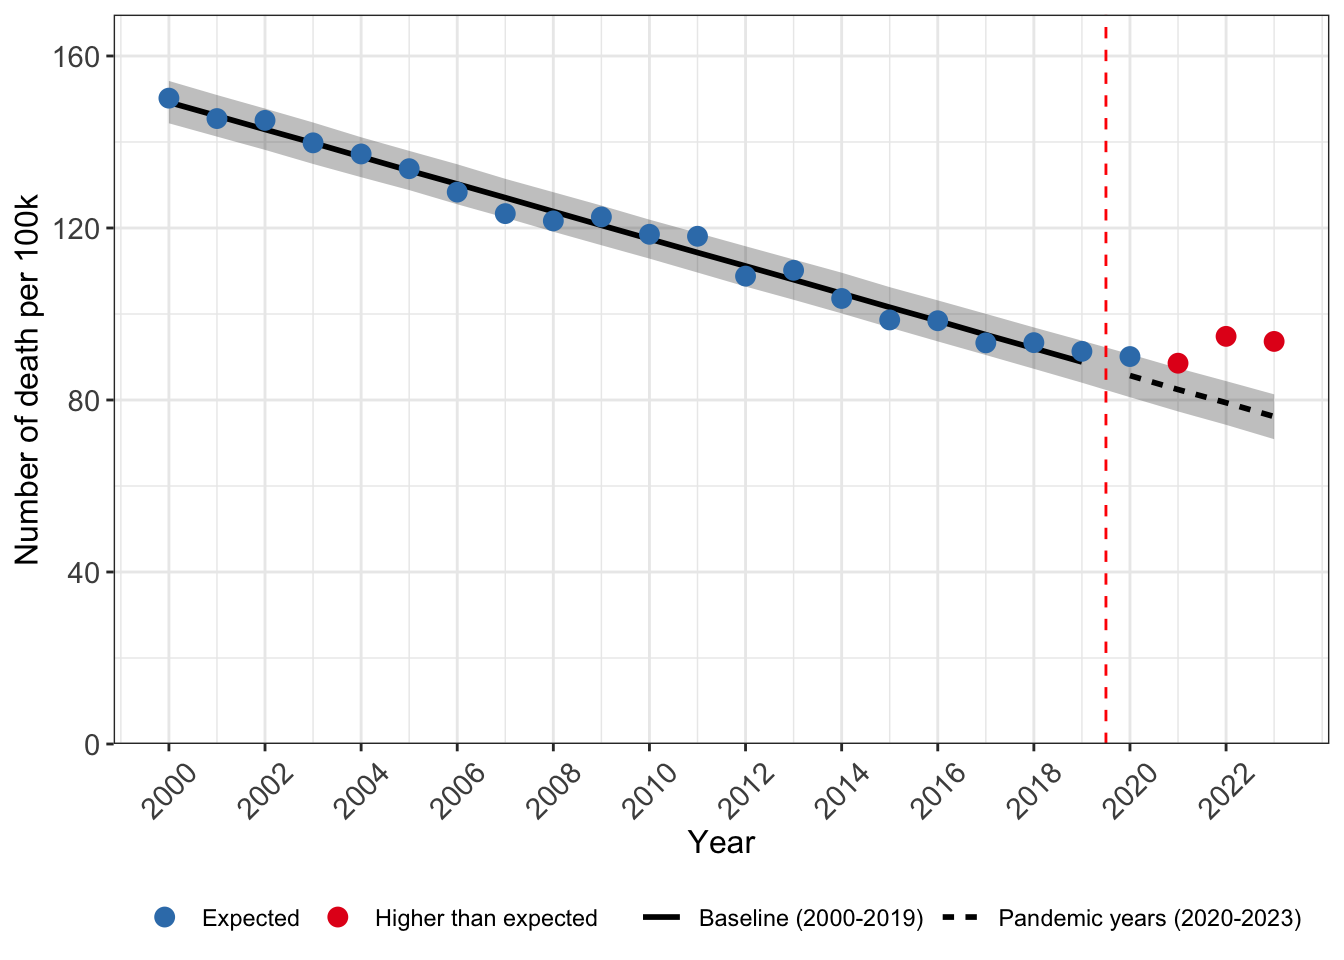 160
120
80
40
0
Number of death per 100k
2000
2002
2004
2006
2008
2010
2012
2014
2016
2018
2020
2022
Year
Expected
Higher than expected
Baseline (2000-2019)
Pandemic years (2020-2023)